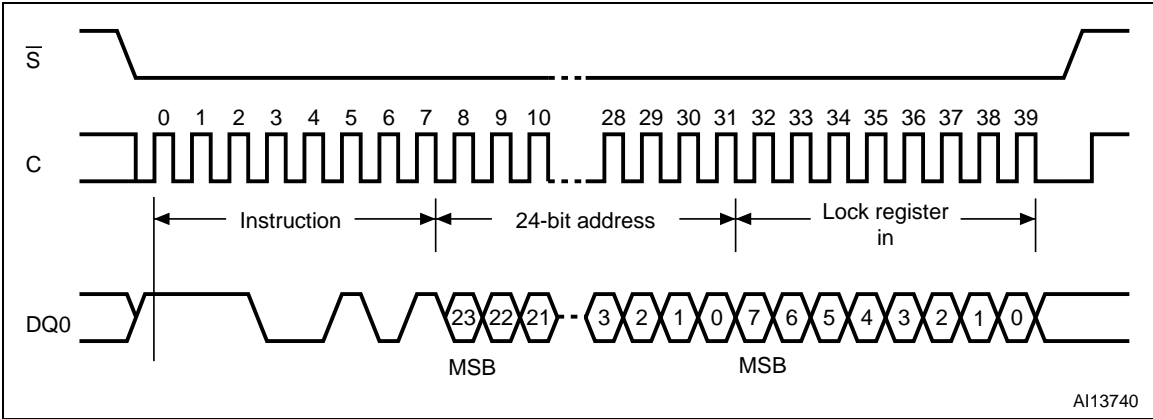 S̅
0 1 2 3 4 5 6 7 8 9 10 28 29 30 31 32 33 34 35 36 37 38 39
C
Instruction 24-bit address Lock register
in
DQ0 23 22 21 3 2 1 0 7 6 5 4 3 2 1 0
MSB MSB
AI13740